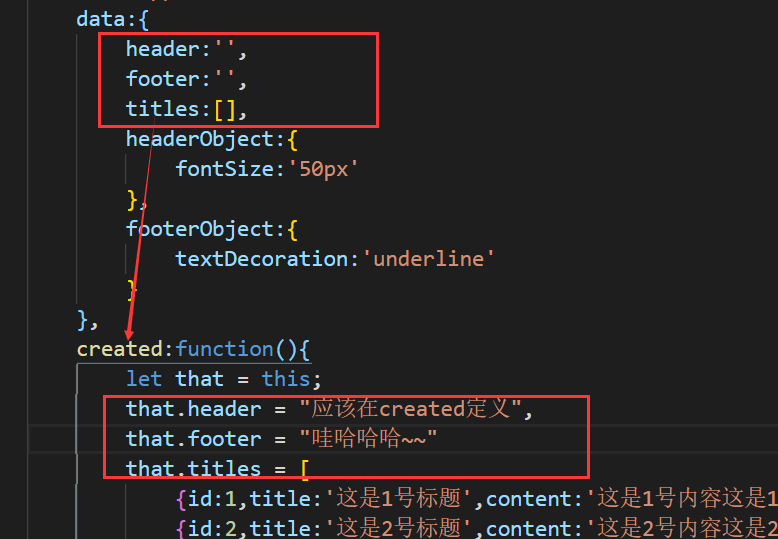 data:{
header:'',
footer:'',
titles:[],
headerObject:{
fontSize:'50px'
},
footerObject:{
textDecoration:'underline'
}
},
created:function(){
let that = this;
that.header = "应该在created定义",
that.footer = "哇哈哈哈~~"
that.titles = [
{id:1,title:'这是1号标题',content:'这是1号内容这是1
{id:2,title:'这是2号标题',content:'这是2号内容这是2